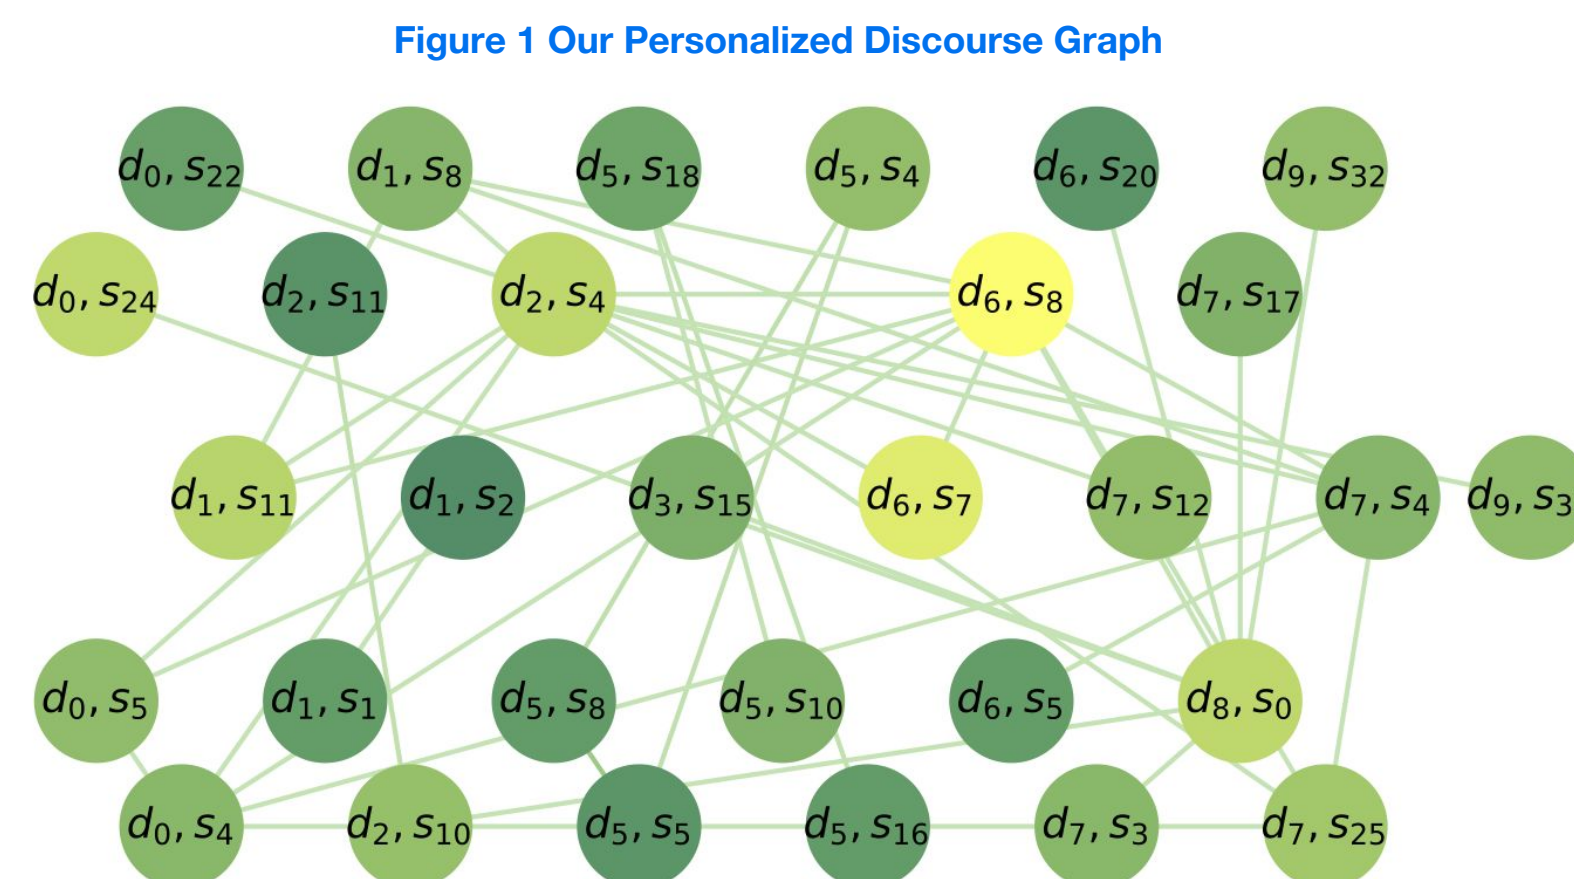 Figure 1 Our Personalized Discourse Graph
d0, s22 d1, s8 d5, s18 d5, s4 d6, s20 d9, s32
d0, s24 d2, s11 d2, s4 d6, s8 d7, s17
d1, s11 d1, s2 d3, s15 d6, s7 d7, s12 d7, s4 d9, s3
d0, s5 d1, s1 d5, s8 d5, s10 d6, s5 d8, s0
d0, s4 d2, s10 d5, s5 d5, s16 d7, s3 d7, s25